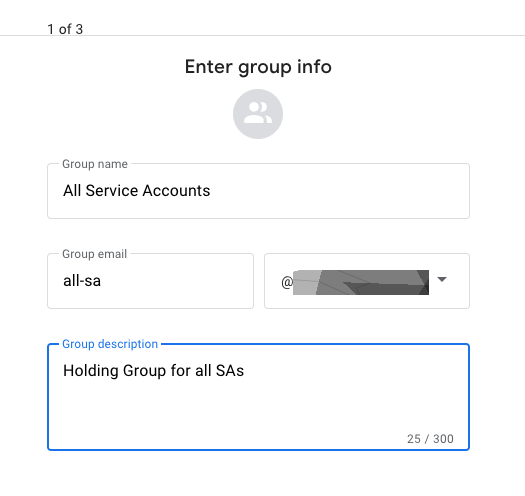 1 of 3
Enter group info
Group name
All Service Accounts
Group email
all-sa
@
Group description
Holding Group for all SAs
25 / 300